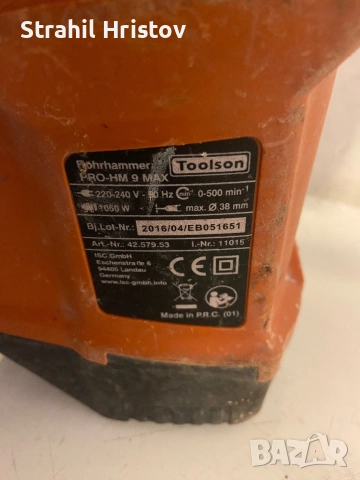 Strahil Hristov
Bohrhammer Toolson
PRO-HM 9 MAX
220-240 V ~ 50 Hz 0-500 min-1
1050 W max. Ø 38 mm
Bj.Lot-Nr.: 2016/04/EB051651
Art.-Nr.: 42.579.53 I.-Nr.: 11015
ISC GmbH
Eschenstraße 6
94405 Landau
Germany
www.isc-gmbh.info
CE
Made in P.R.C. (01)
BAZAR